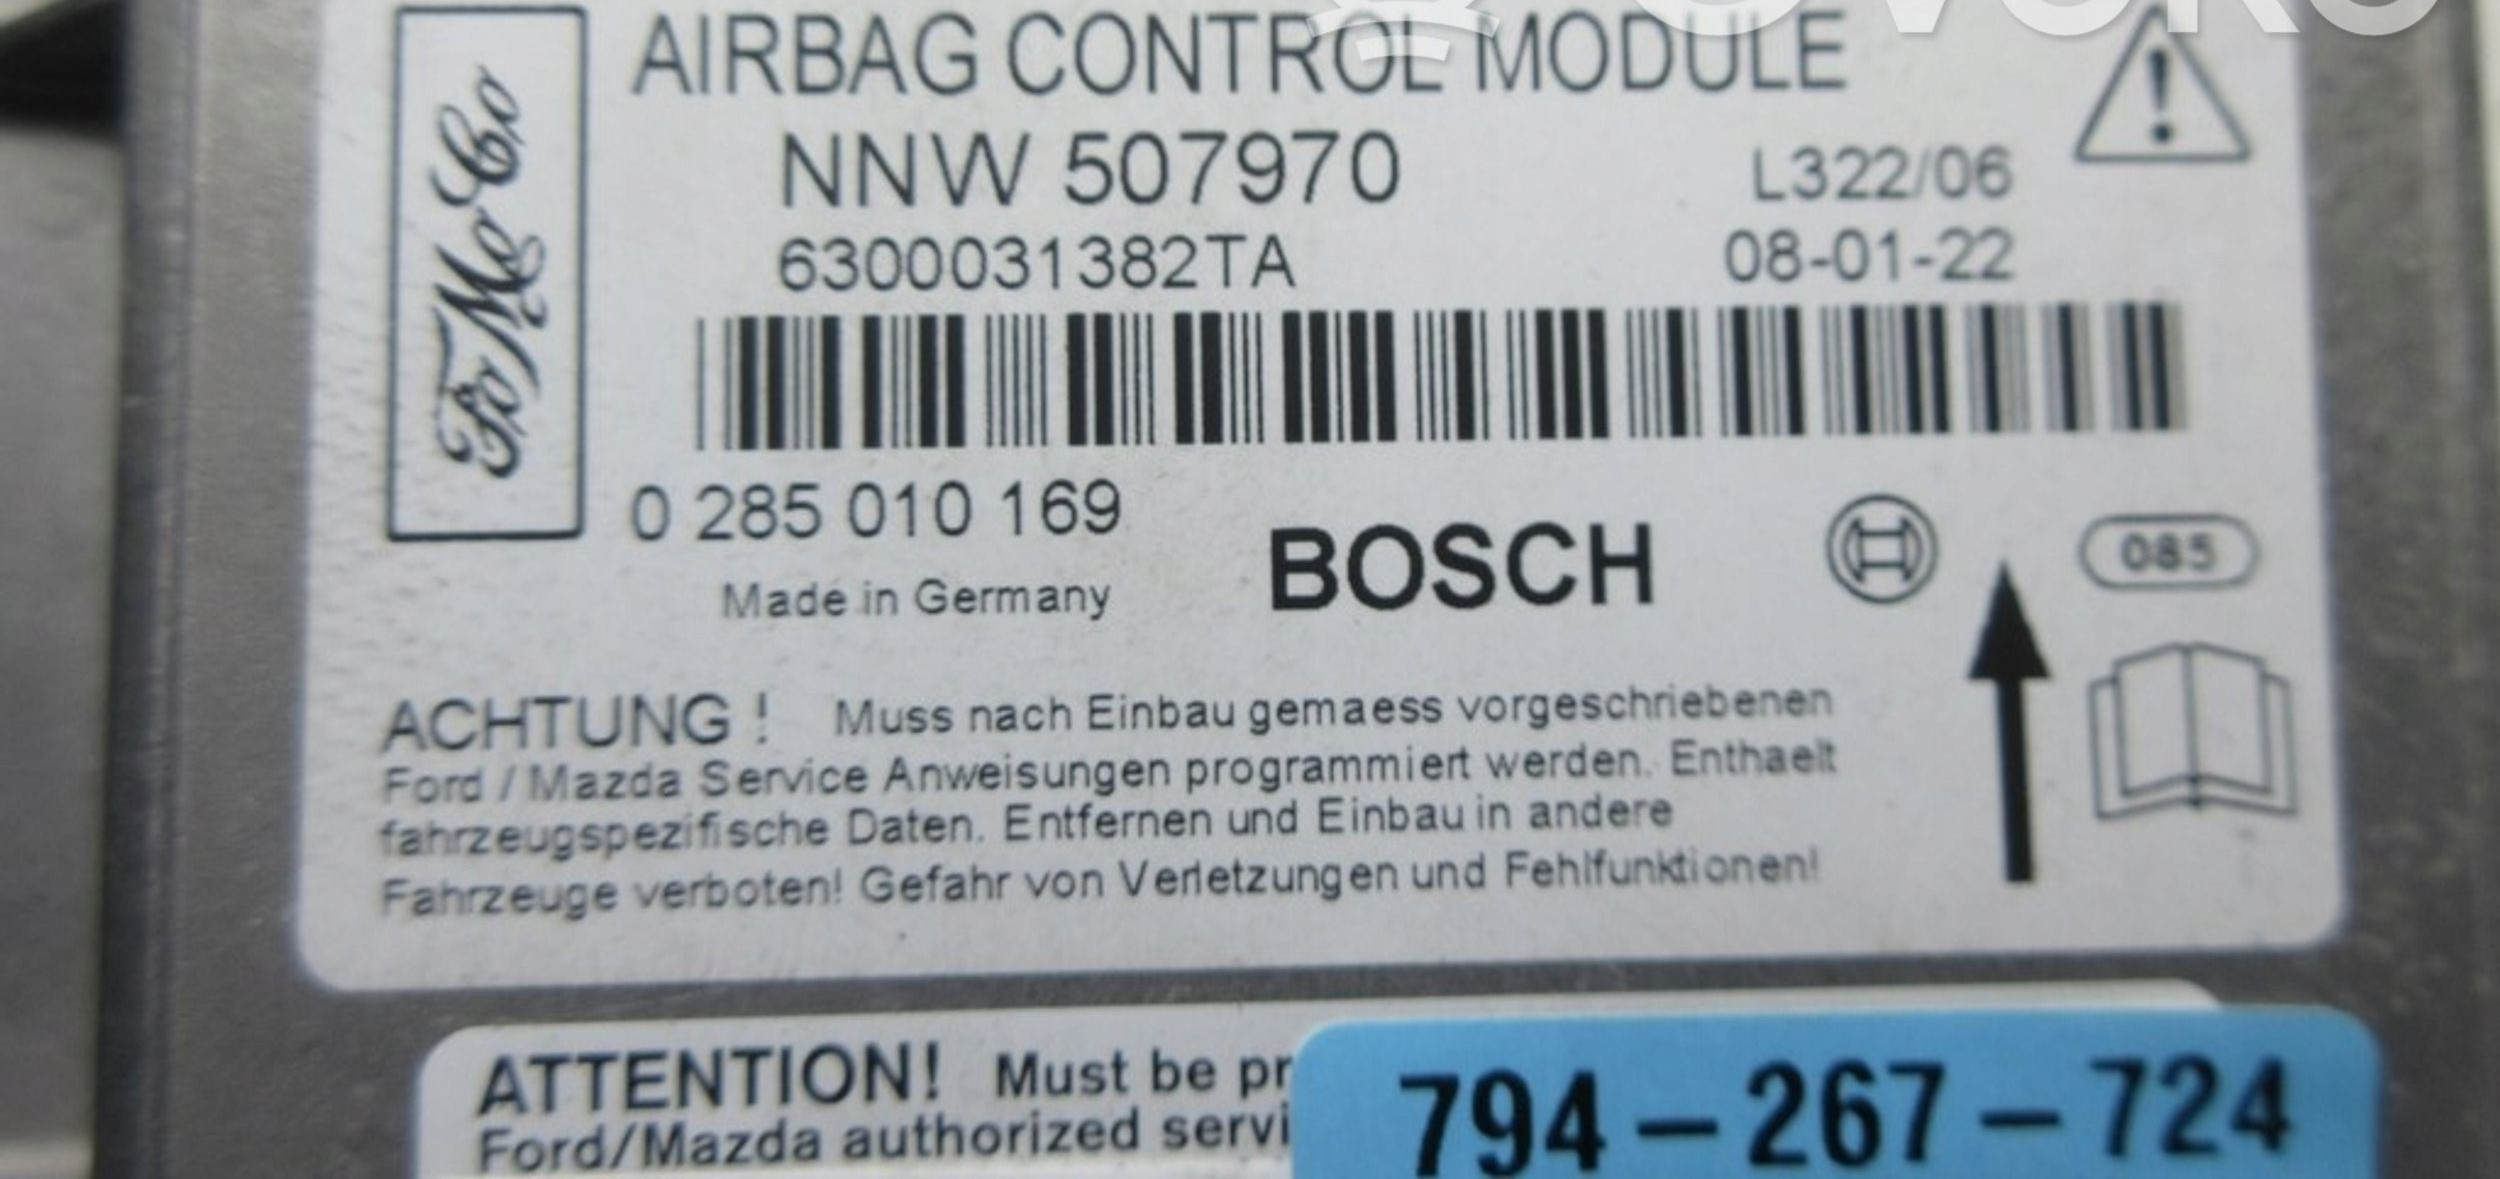 FoMoCo
AIRBAG CONTROL MODULE
NNW 507970
L322/06
6300031382TA
08-01-22
0 285 010 169
BOSCH
085
Made in Germany
ACHTUNG ! Muss nach Einbau gemaess vorgeschriebenen
Ford / Mazda Service Anweisungen programmiert werden. Enthaelt
fahrzeugspezifische Daten. Entfernen und Einbau in andere
Fahrzeuge verboten! Gefahr von Verletzungen und Fehlfunktionen!
ATTENTION! Must be pr
Ford/Mazda authorized servi
794-267-724